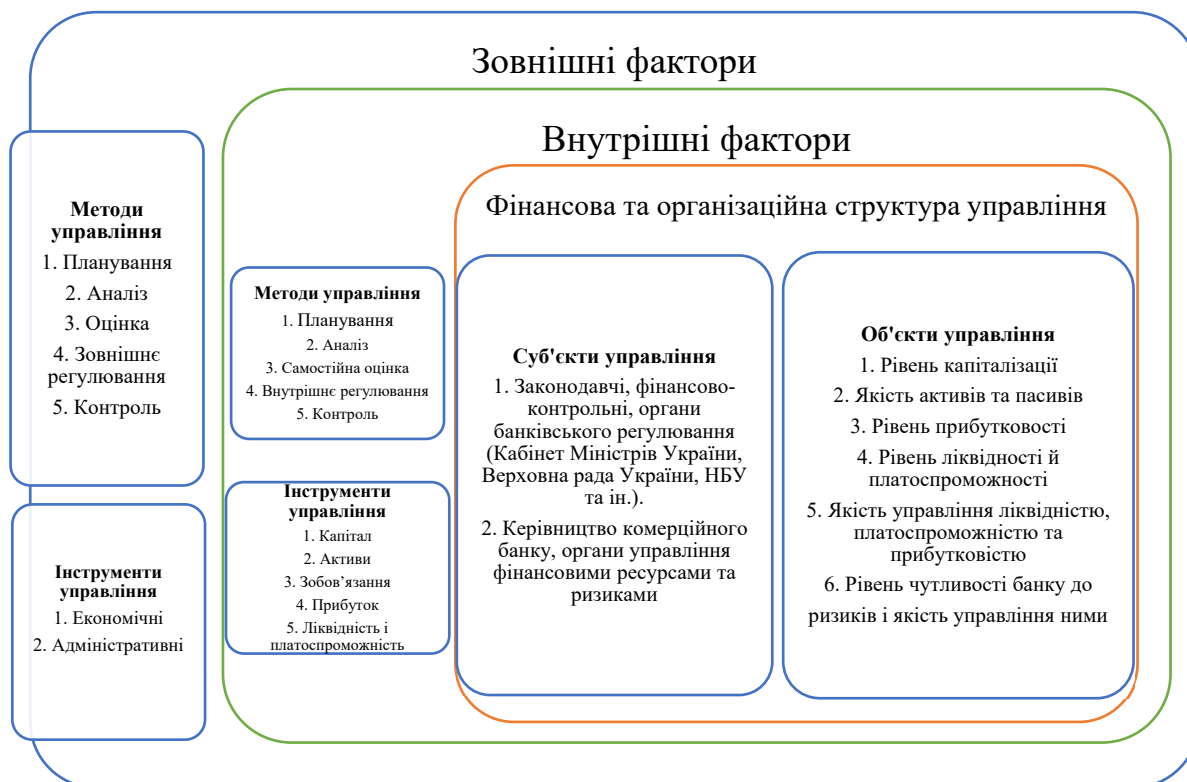 Зовнішні фактори
Внутрішні фактори
Фінансова та організаційна структура управління
Методи
управління
1. Планування
2. Аналіз
3. Оцінка
4. Зовнішнє
регулювання
5. Контроль
Інструменти
управління
1. Економічні
2. Адміністративні
Методи управління
1. Планування
2. Аналіз
3. Самостійна оцінка
4. Внутрішнє регулювання
5. Контроль
Інструменти
управління
1. Капітал
2. Активи
3. Зобов’язання
4. Прибуток
5. Ліквідність і
платоспроможність
Суб'єкти управління
1. Законодавчі, фінансово-
контрольні, органи
банківського регулювання
(Кабінет Міністрів України,
Верховна рада України, НБУ
та ін.).
2. Керівництво комерційного
банку, органи управління
фінансовими ресурсами та
ризиками
Об'єкти управління
1. Рівень капіталізації
2. Якість активів та пасивів
3. Рівень прибутковості
4. Рівень ліквідності й
платоспроможності
5. Якість управління ліквідністю,
платоспроможністю та
прибутковістю
6. Рівень чутливості банку до
ризиків і якість управління ними